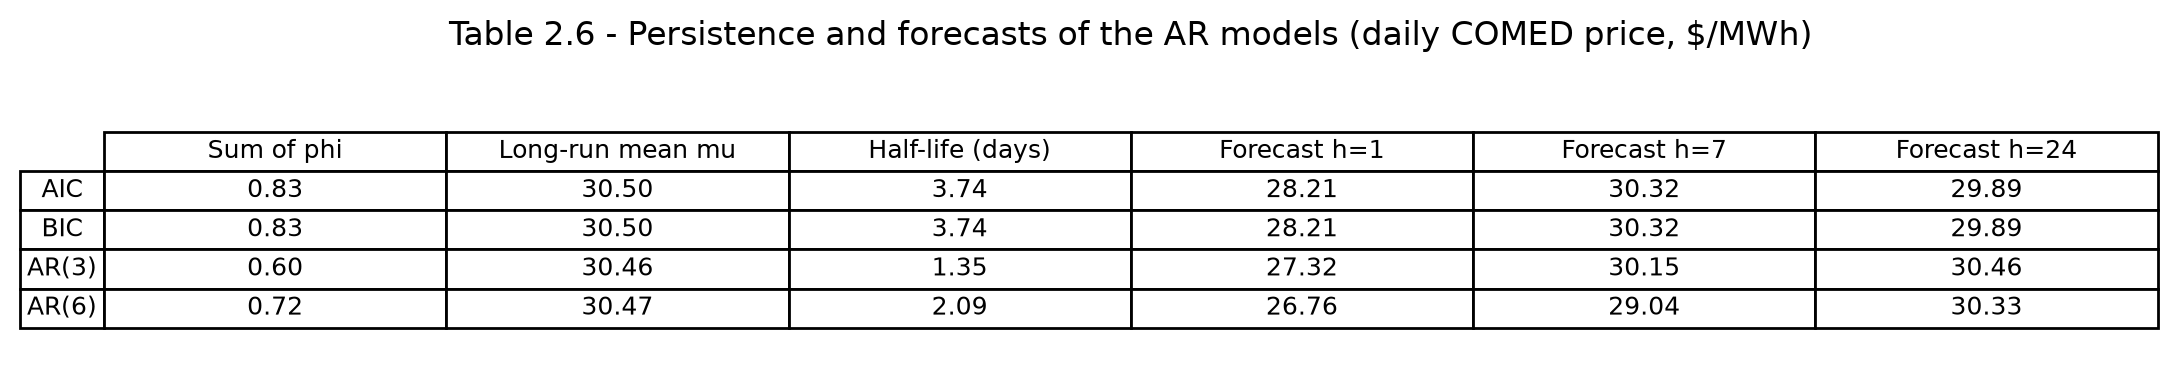 Table 2.6 - Persistence and forecasts of the AR models (daily COMED price, $/MWh)
Sum of phi Long-run mean mu Half-life (days) Forecast h=1 Forecast h=7 Forecast h=24
AIC 0.83 30.50 3.74 28.21 30.32 29.89
BIC 0.83 30.50 3.74 28.21 30.32 29.89
AR(3) 0.60 30.46 1.35 27.32 30.15 30.46
AR(6) 0.72 30.47 2.09 26.76 29.04 30.33